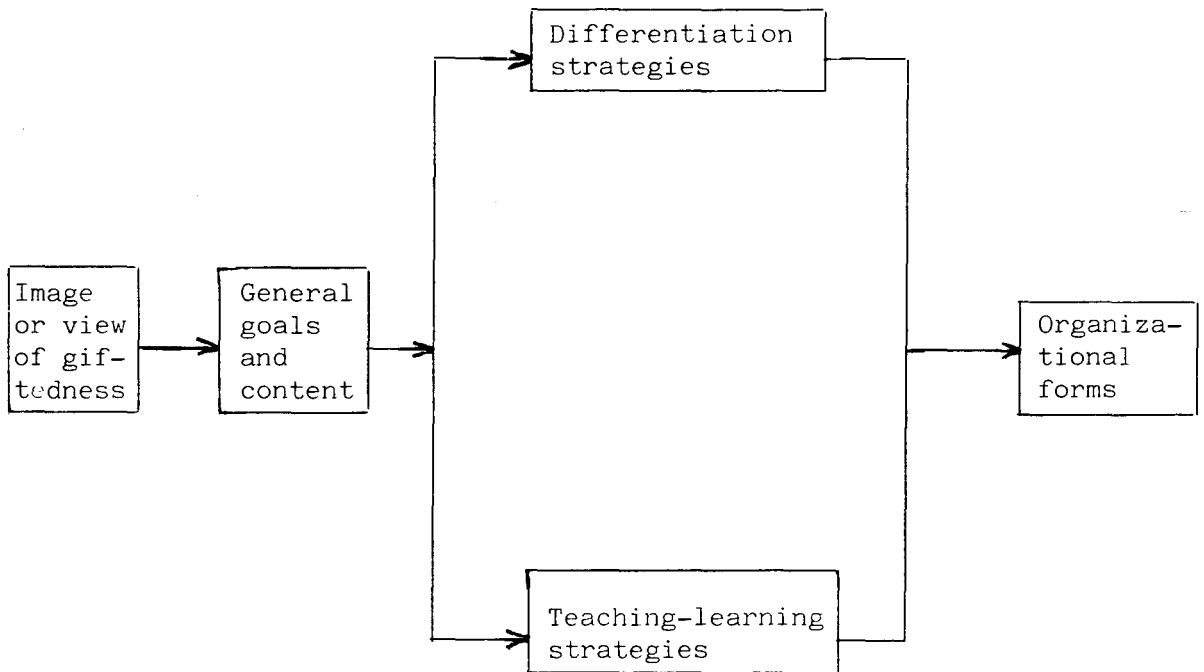 Differentiation
strategies
Image
or view
of gif-
tedness
General
goals
and
content
Organiza-
tional
forms
Teaching-learning
strategies